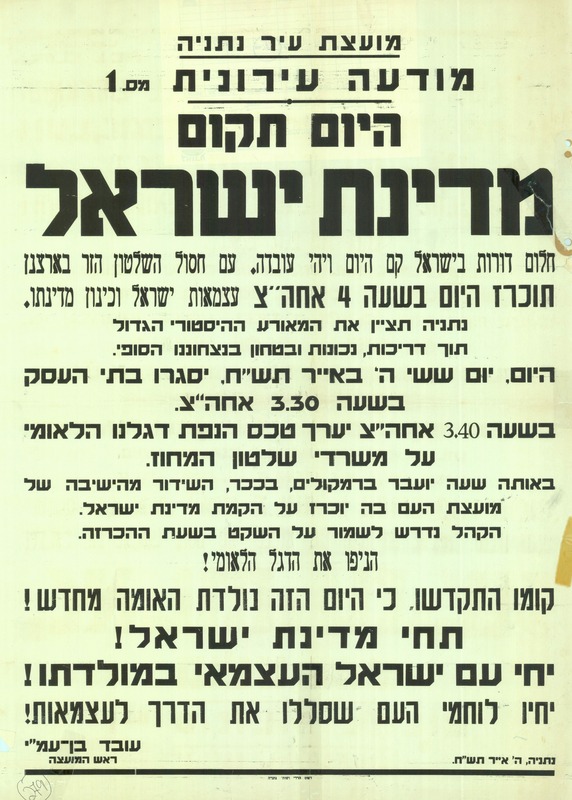 מועצת עיר נתניה
מודעה עירונית מס. 1
היום תקום
מדינת ישראל
חלום דורות בישראל קם היום ויהי עובדה. עם חסול השלטון הזר בארצנו
תוכרז היום בשעה 4 אחה"צ עצמאות ישראל וכינון מדינתו.
נתניה תציין את המאורע ההיסטורי הגדול
תוך דריכות, נכונות ובטחון בנצחוננו הסופי.
היום, יום ששי ה' באייר תש"ח, יסגרו בתי העסק
בשעה 3.30 אחה"צ.
בשעה 3.40 אחה"צ יערך טכס הנפת דגלנו הלאומי
על משרדי שלטון המחוז.
באותה שעה יועבר ברמקולים, בככר, השידור מהישיבה של
מועצת העם בה יוכרז על הקמת מדינת ישראל.
הקהל נדרש לשמור על השקט בשעת ההכרזה.
הניפו את הדגל הלאומי!
קומו התקדשו, כי היום הזה נולדת האומה מחדש!
תחי מדינת ישראל!
יחי עם ישראל העצמאי במולדתו!
יחיו לוחמי העם שסללו את הדרך לעצמאות!
עובד בן-עמ"י
ראש המועצה
נתניה, ה' אייר תש"ח.
279